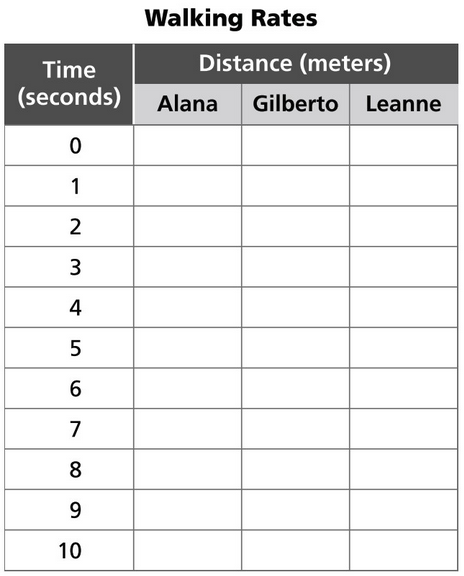 Walking Rates
Time (seconds)
Distance (meters)
Alana Gilberto Leanne
0
1
2
3
4
5
6
7
8
9
10